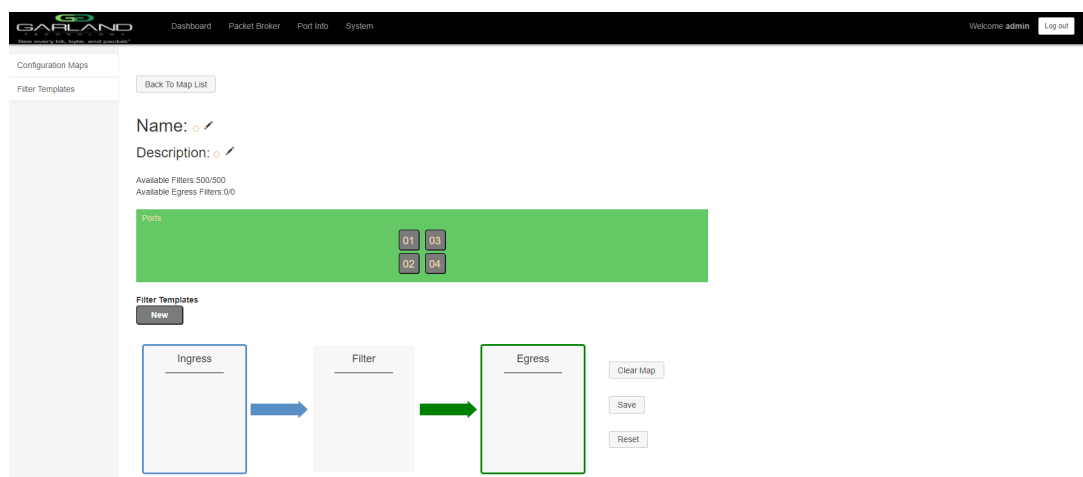 GARLAND
TECHNOLOGY
See every bit, byte, and packet®
Dashboard Packet Broker Port Info System
Welcome admin Log out
Configuration Maps
Filter Templates
Back To Map List
Name:
Description:
Available Filters:500/500
Available Egress Filters:0/0
Ports
01 03
02 04
Filter Templates
New
Ingress Filter Egress
Clear Map
Save
Reset